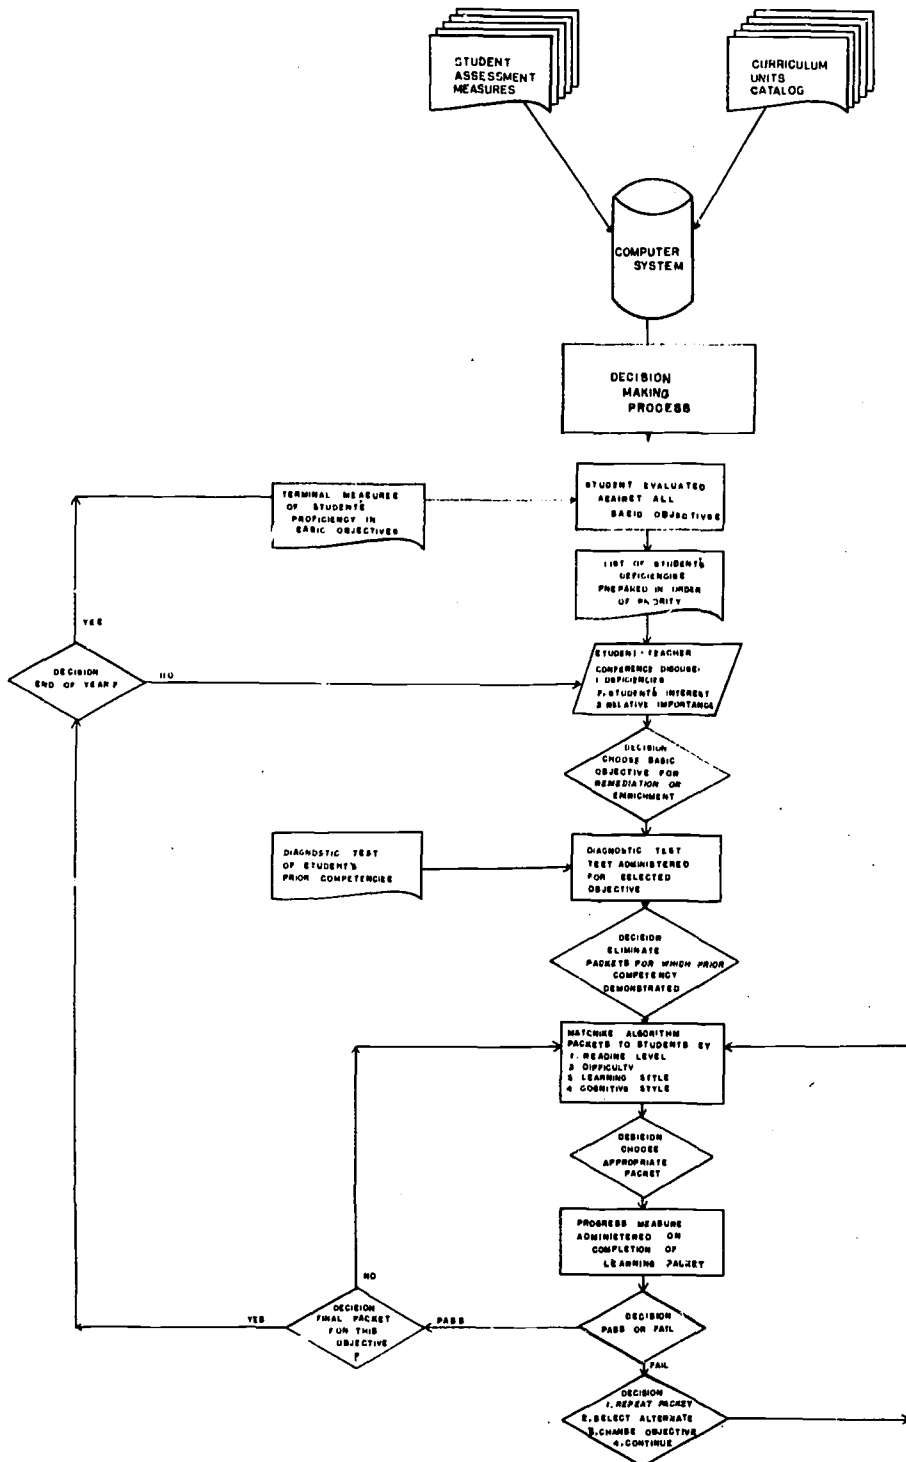 STUDENT
ASSESSMENT
MEASURES
CURRICULUM
UNITS
CATALOG
COMPUTER
SYSTEM
DECISION
MAKING
PROCESS
TERMINAL MEASURES
OF STUDENT'S
PROFICIENCY IN
BASIC OBJECTIVES
STUDENT EVALUATED
AGAINST ALL
BASIC OBJECTIVES
LIST OF STUDENT'S
DEFICIENCIES
PREPARED IN ORDER
OF PRIORITY
YES
DECISION
END OF YEAR?
NO
STUDENT-TEACHER
CONFERENCE DISCUSS:
1 DEFICIENCIES
2. STUDENT'S INTEREST
3 RELATIVE IMPORTANCE
DECISION
CHOOSE BASIC
OBJECTIVE FOR
REMEDIATION OR
ENRICHMENT
DIAGNOSTIC TEST
OF STUDENT'S
PRIOR COMPETENCIES
DIAGNOSTIC TEST
TEST ADMINISTERED
FOR SELECTED
OBJECTIVE
DECISION
ELIMINATE
PACKETS FOR WHICH PRIOR
COMPETENCY
DEMONSTRATED
MATCHING ALGORITHM
PACKETS TO STUDENTS BY
1. READING LEVEL
2 DIFFICULTY
3 LEARNING STYLE
4 COGNITIVE STYLE
DECISION
CHOOSE
APPROPRIATE
PACKET
PROGRESS MEASURE
ADMINISTERED ON
COMPLETION OF
LEARNING PACKET
NO
YES
DECISION
FINAL PACKET
FOR THIS
OBJECTIVE
?
PASS
DECISION
PASS OR FAIL
FAIL
DECISION
1. REPEAT PACKET
2. SELECT ALTERNATE
3. CHANGE OBJECTIVE
4. CONTINUE